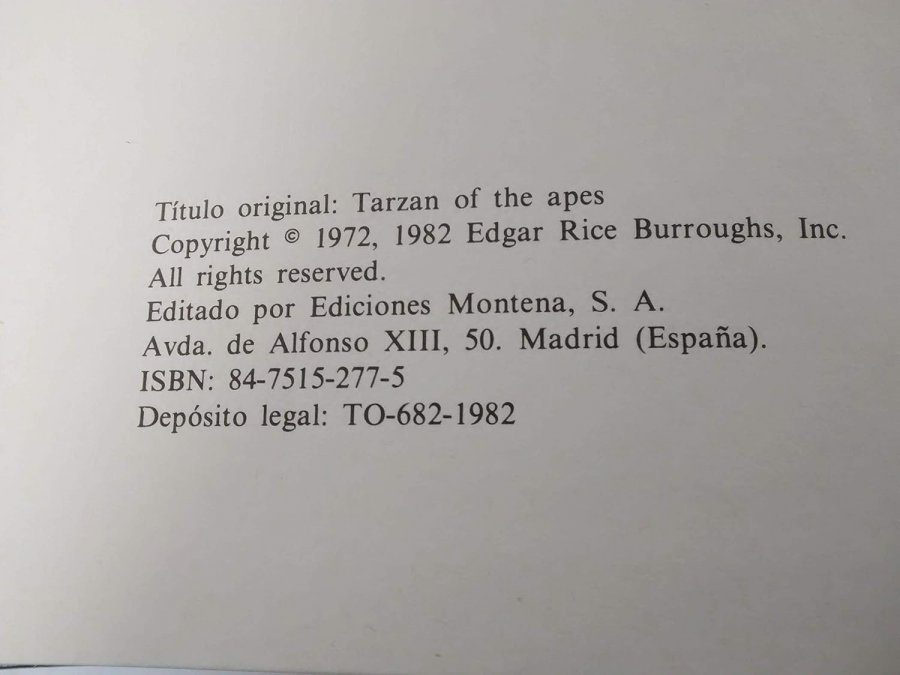 Título original: Tarzan of the apes
Copyright © 1972, 1982 Edgar Rice Burroughs, Inc.
All rights reserved.
Editado por Ediciones Montena, S. A.
Avda. de Alfonso XIII, 50. Madrid (España).
ISBN: 84-7515-277-5
Depósito legal: TO-682-1982